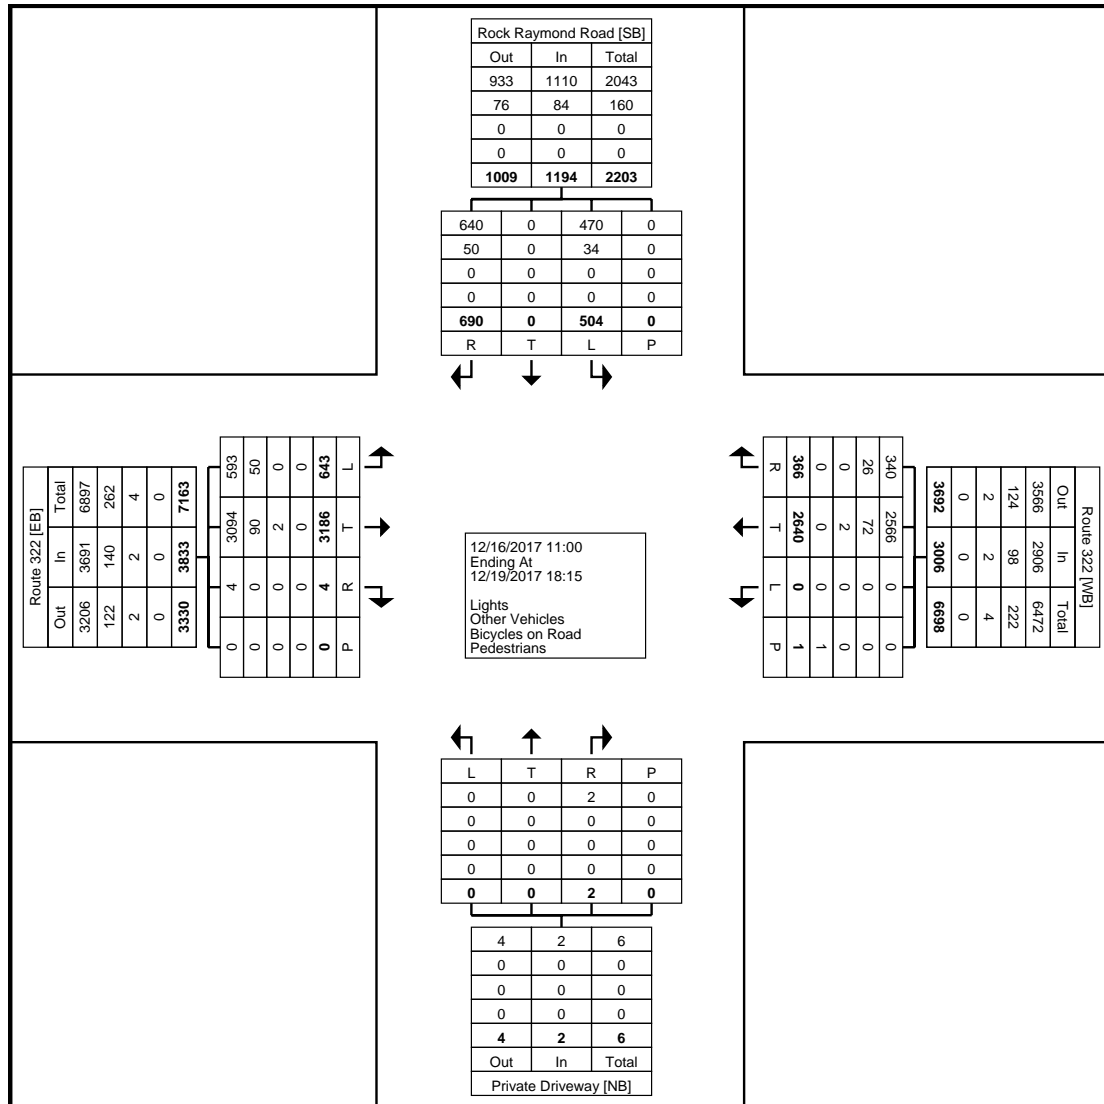 Rock Raymond Road [SB]
Out In Total
933 1110 2043
76 84 160
0 0 0
0 0 0
1009 1194 2203
640 0 470 0
50 0 34 0
0 0 0 0
0 0 0 0
690 0 504 0
R T L P
Route 322 [EB]
Total In Out
6897 3691 3206
262 140 122
4 2 2
0 0 0
7163 3833 3330
593 3094 4 0
50 90 0 0
0 2 0 0
0 0 0 0
643 3186 4 0
L T R P
12/16/2017 11:00
Ending At
12/19/2017 18:15
Lights
Other Vehicles
Bicycles on Road
Pedestrians
Route 322 [WB]
Out In Total
3566 2906 6472
124 98 222
2 2 4
0 0 0
3692 3006 6698
340 2566 0 0
26 72 0 0
0 2 0 0
0 0 0 1
366 2640 0 1
R T L P
L T R P
0 0 2 0
0 0 0 0
0 0 0 0
0 0 0 0
0 0 2 0
4 2 6
0 0 0
0 0 0
0 0 0
4 2 6
Out In Total
Private Driveway [NB]